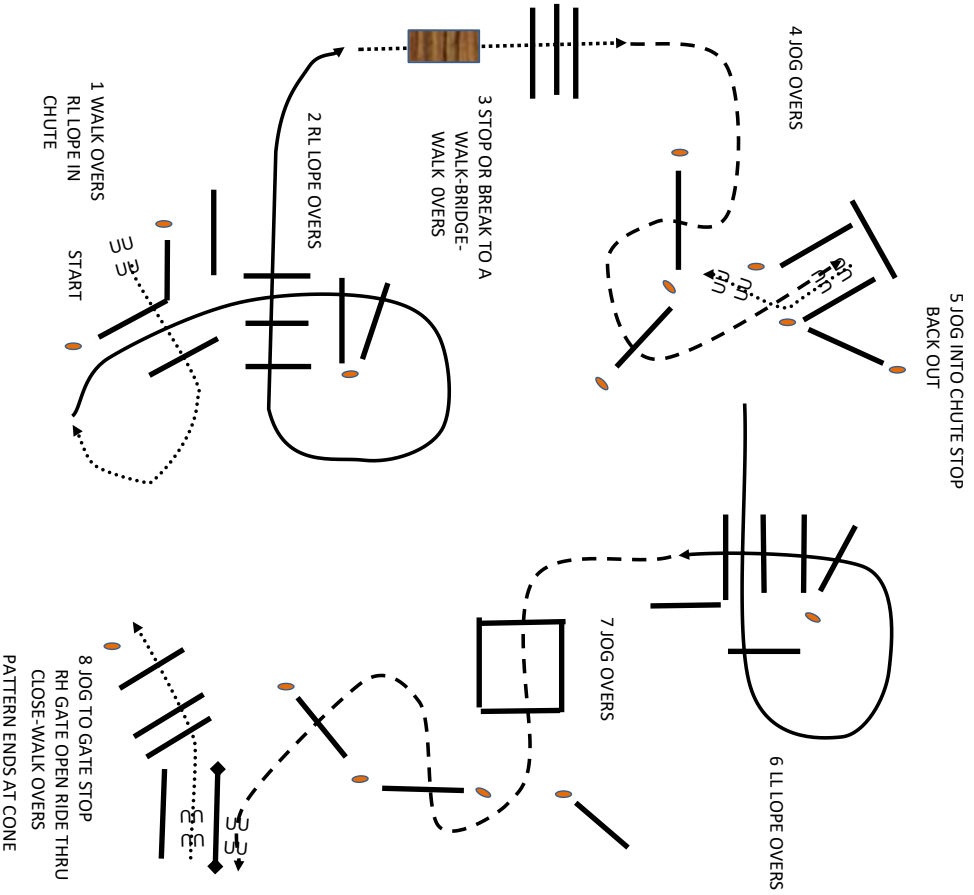 1 WALK OVERS
RL LOPE IN
CHUTE
START
2 RL LOPE OVERS
3 STOP OR BREAK TO A
WALK-BRIDGE-
WALK 0VERS
4 JOG OVERS
5 JOG INTO CHUTE STOP
BACK OUT
6 LL LOPE OVERS
7 JOG OVERS
8 JOG TO GATE STOP
RH GATE OPEN RIDE THRU
CLOSE-WALK OVERS
PATTERN ENDS AT CONE